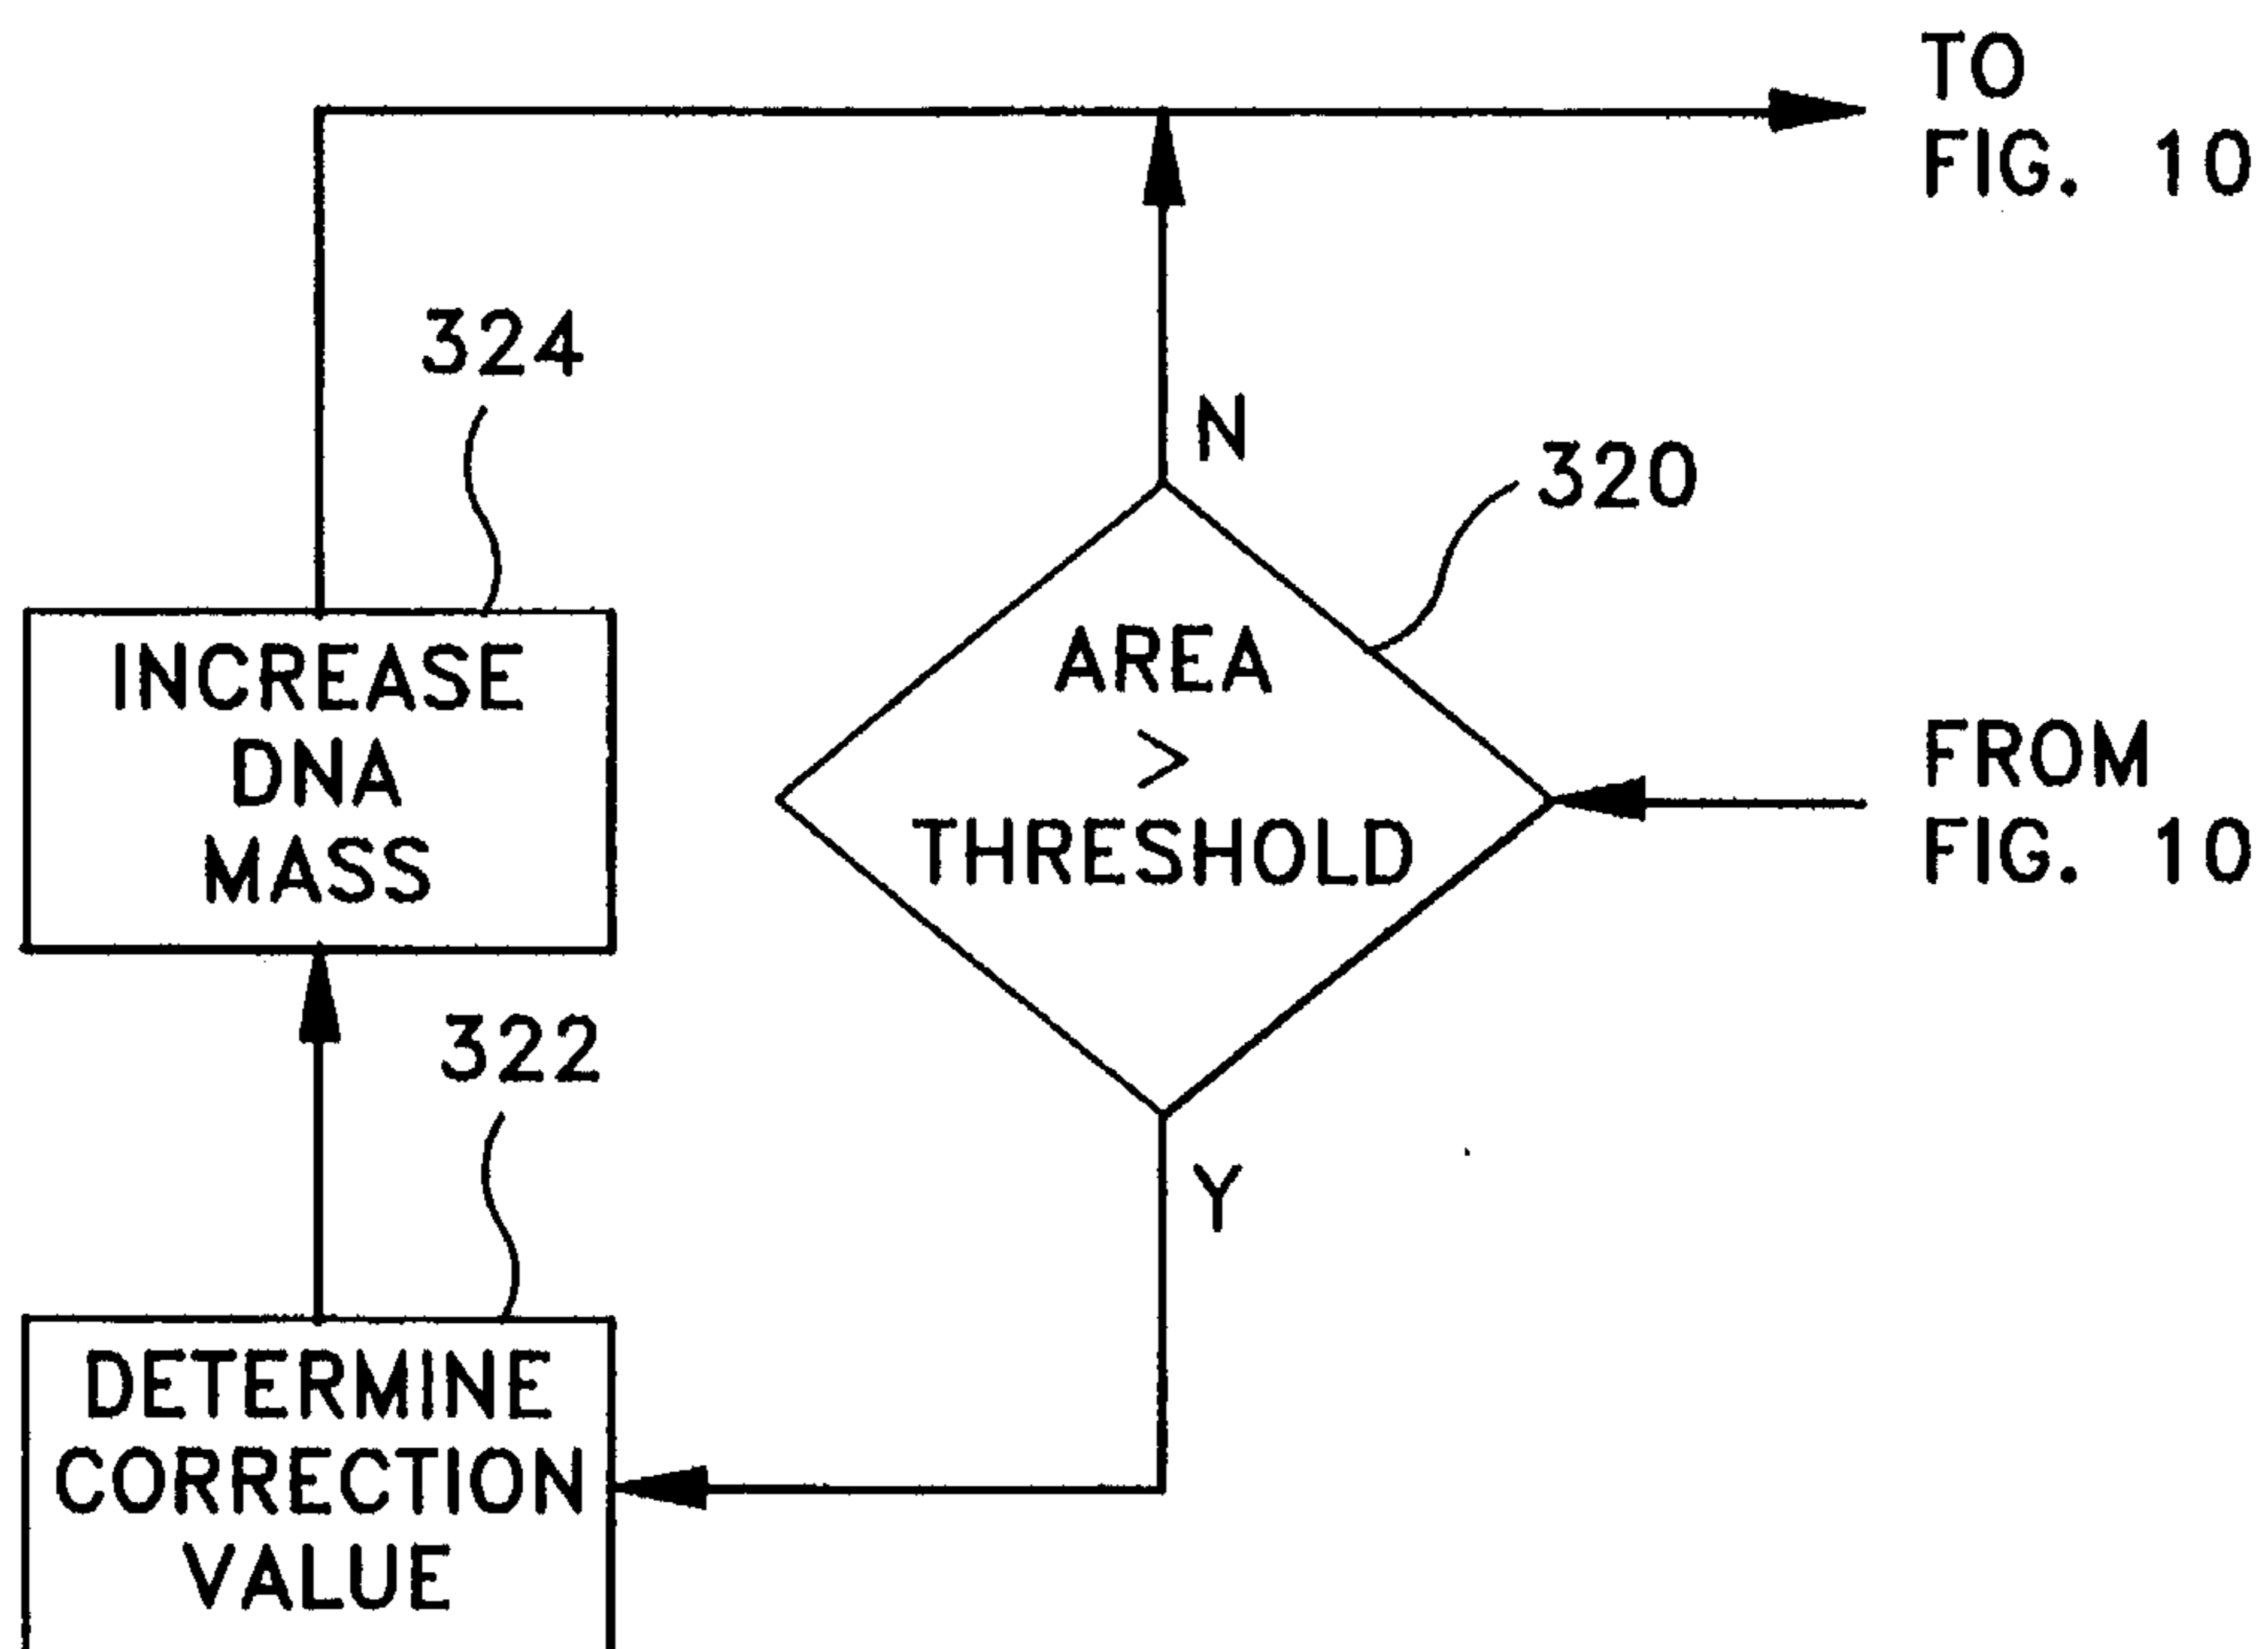 TO
FIG. 10
324
N
320
INCREASE
DNA
MASS
AREA
>
THRESHOLD
FROM
FIG. 10
322
Y
DETERMINE
CORRECTION
VALUE